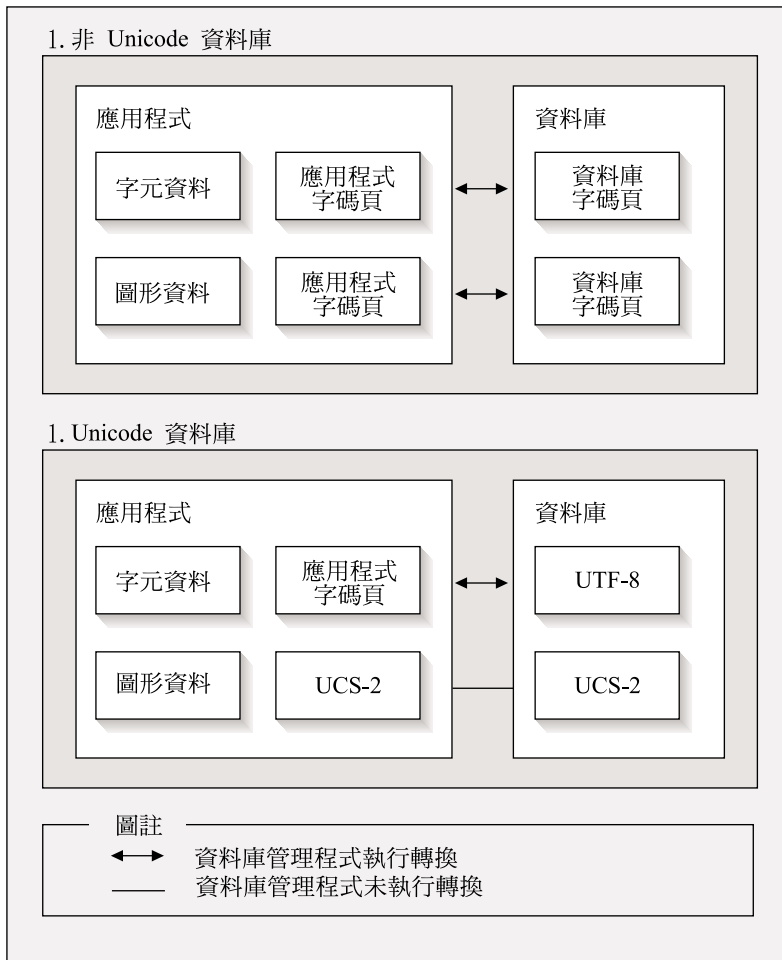 1. 非 Unicode 資料庫
應用程式
資料庫
字元資料
應用程式
字碼頁
資料庫
字碼頁
圖形資料
應用程式
字碼頁
資料庫
字碼頁
1. Unicode 資料庫
應用程式
資料庫
字元資料
應用程式
字碼頁
UTF-8
圖形資料
UCS-2
UCS-2
圖註
資料庫管理程式執行轉換
資料庫管理程式未執行轉換